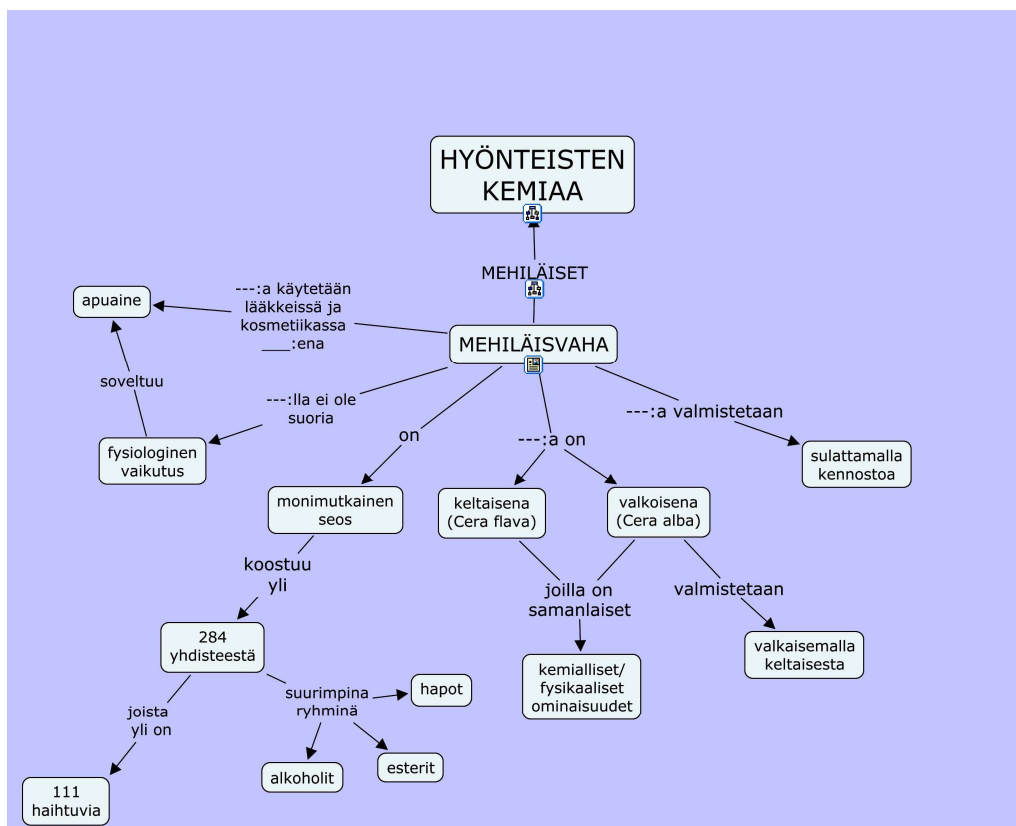 HYÖNTEISTEN
KEMIAA
MEHILÄISET
MEHILÄISVAHA
---:a käytetään
lääkkeissä ja
kosmetiikassa
___:ena
apuaine
soveltuu
---:lla ei ole
suoria
fysiologinen
vaikutus
on
monimutkainen
seos
---:a on
keltaisena
(Cera flava)
valkoisena
(Cera alba)
---:a valmistetaan
sulattamalla
kennostoa
koostuu
yli
284
yhdisteestä
joilla on
samanlaiset
kemialliset/
fysikaaliset
ominaisuudet
valmistetaan
valkaisemalla
keltaisesta
suurimpina
ryhminä
hapot
alkoholit
esterit
joista
yli on
111
haihtuvia